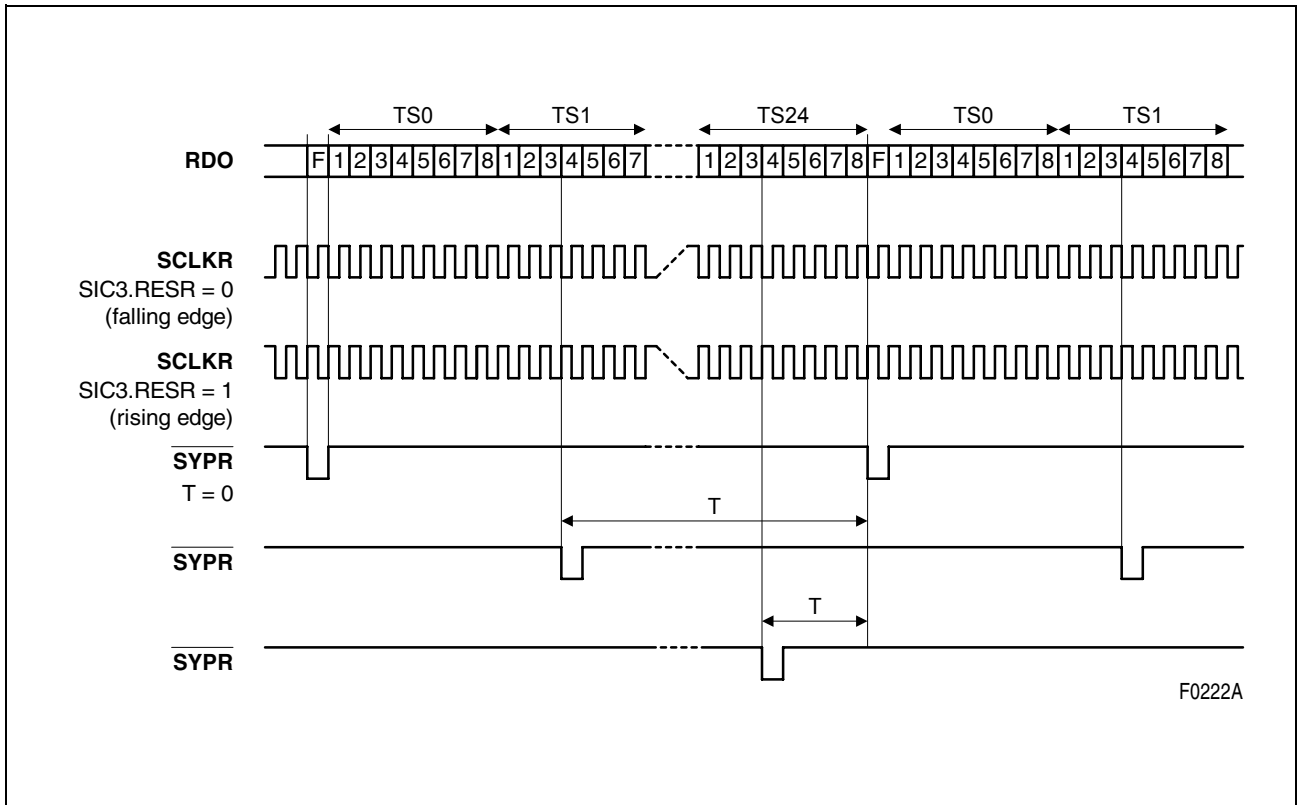 TS0 TS1 TS24 TS0 TS1
RDO F 1 2 3 4 5 6 7 8 1 2 3 4 5 6 7 1 2 3 4 5 6 7 8 F 1 2 3 4 5 6 7 8 1 2 3 4 5 6 7 8
SCLKR
SIC3.RESR = 0
(falling edge)
SCLKR
SIC3.RESR = 1
(rising edge)
SYPR
T = 0
T
SYPR
T
SYPR
F0222A